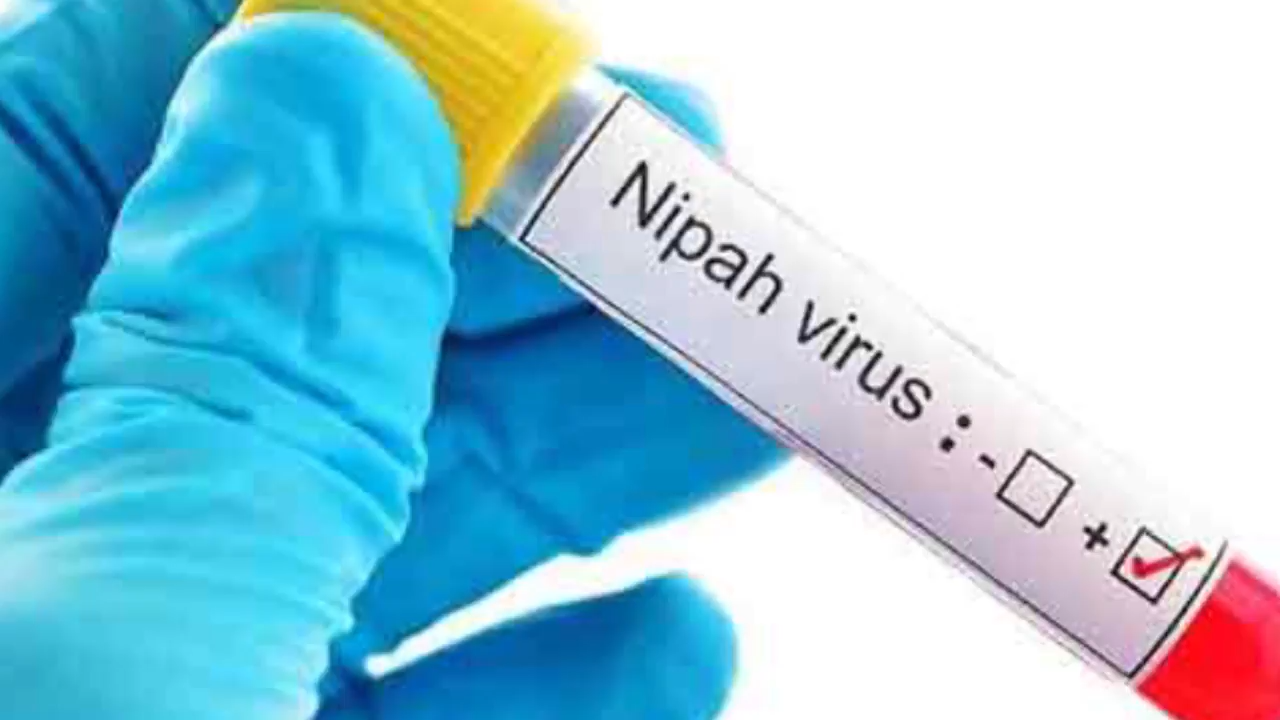 Nipah virus : - ☐ + ☑